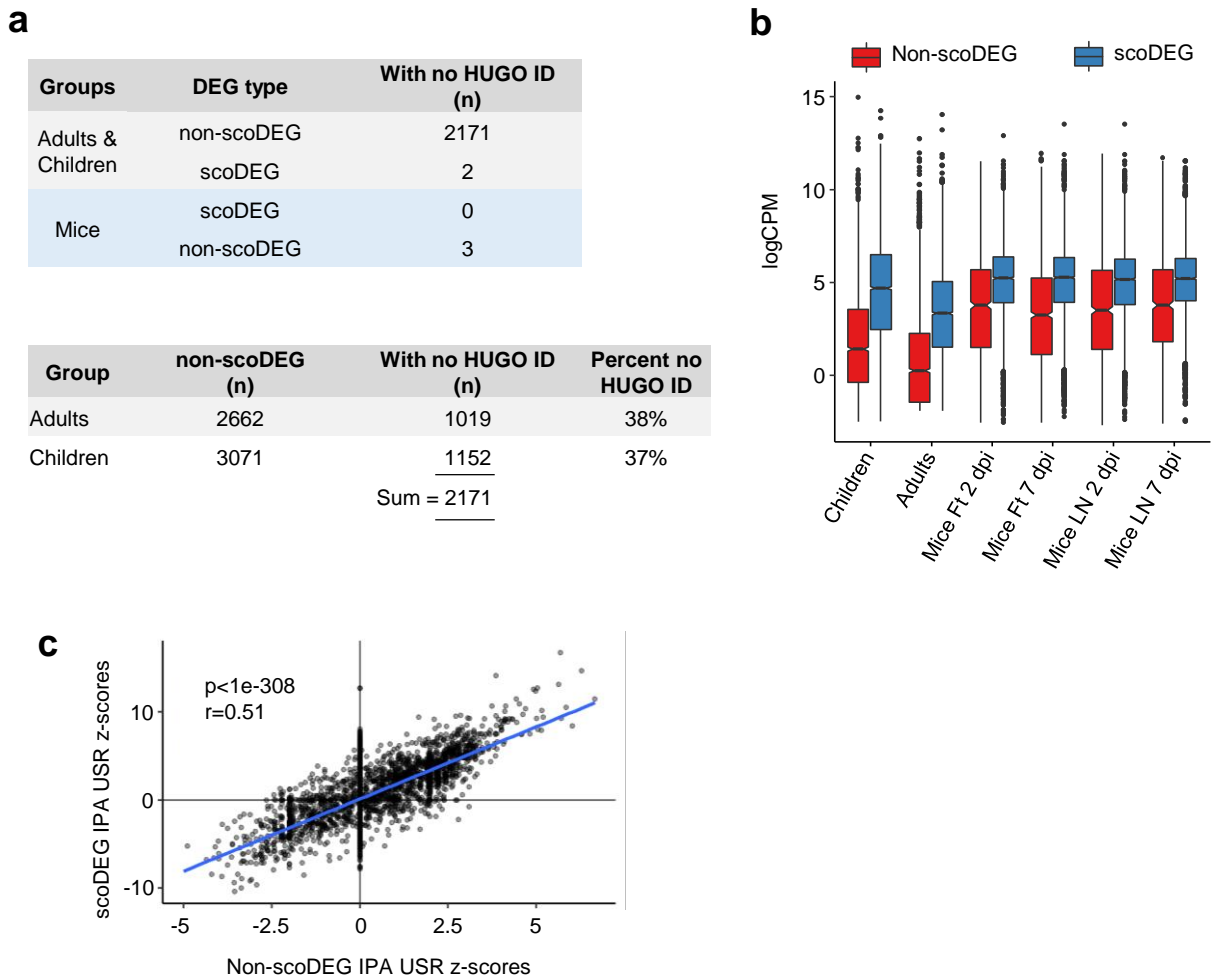 a
Groups DEG type With no HUGO ID
(n)
Adults & non-scoDEG 2171
Children scoDEG 2
Mice scoDEG 0
non-scoDEG 3
Group non-scoDEG With no HUGO ID Percent no
(n) (n) HUGO ID
Adults 2662 1019 38%
Children 3071 1152 37%
Sum = 2171
b
Non-scoDEG scoDEG
logCPM
15
10
5
0
Children
Adults
Mice Ft 2 dpi
Mice Ft 7 dpi
Mice LN 2 dpi
Mice LN 7 dpi
c
scoDEG IPA USR z-scores
p<1e-308
r=0.51
10
0
-10
-5 -2.5 0 2.5 5
Non-scoDEG IPA USR z-scores